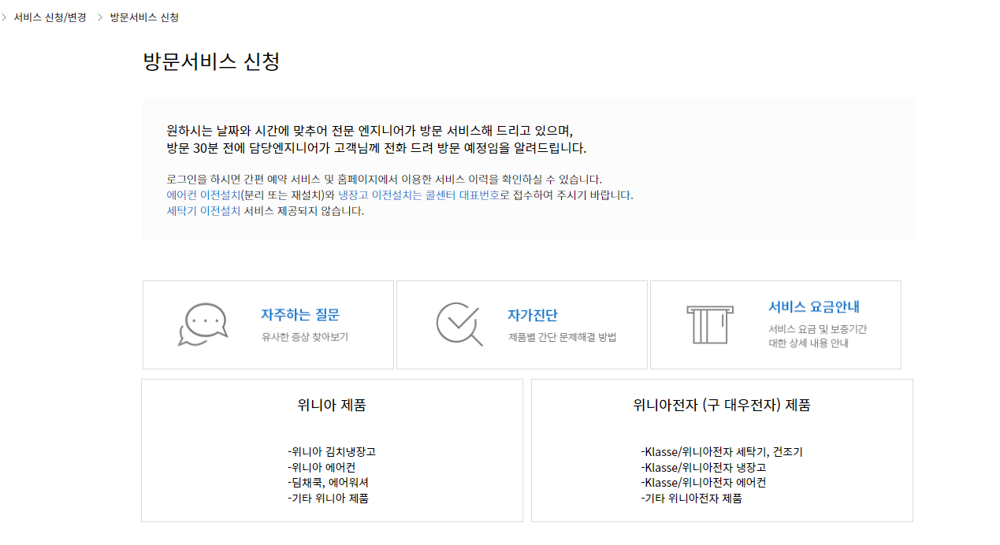 서비스 신청/변경 > 방문서비스 신청
방문서비스 신청
원하시는 날짜와 시간에 맞추어 전문 엔지니어가 방문 서비스해 드리고 있으며,
방문 30분 전에 담당엔지니어가 고객님께 전화 드려 방문 예정임을 알려드립니다.
로그인을 하시면 간편 예약 서비스 및 홈페이지에서 이용한 서비스 이력을 확인하실 수 있습니다.
에어컨 이전설치(분리 또는 재설치)와 냉장고 이전설치는 콜센터 대표번호로 접수하여 주시기 바랍니다.
세탁기 이전설치 서비스 제공되지 않습니다.
자주하는 질문
유사한 증상 찾아보기
자가진단
제품별 간단 문제해결 방법
서비스 요금안내
서비스 요금 및 보증기간
대한 상세 내용 안내
위니아 제품
-위니아 김치냉장고
-위니아 에어컨
-딤채쿡, 에어워셔
-기타 위니아 제품
위니아전자 (구 대우전자) 제품
-Klasse/위니아전자 세탁기, 건조기
-Klasse/위니아전자 냉장고
-Klasse/위니아전자 에어컨
-기타 위니아전자 제품